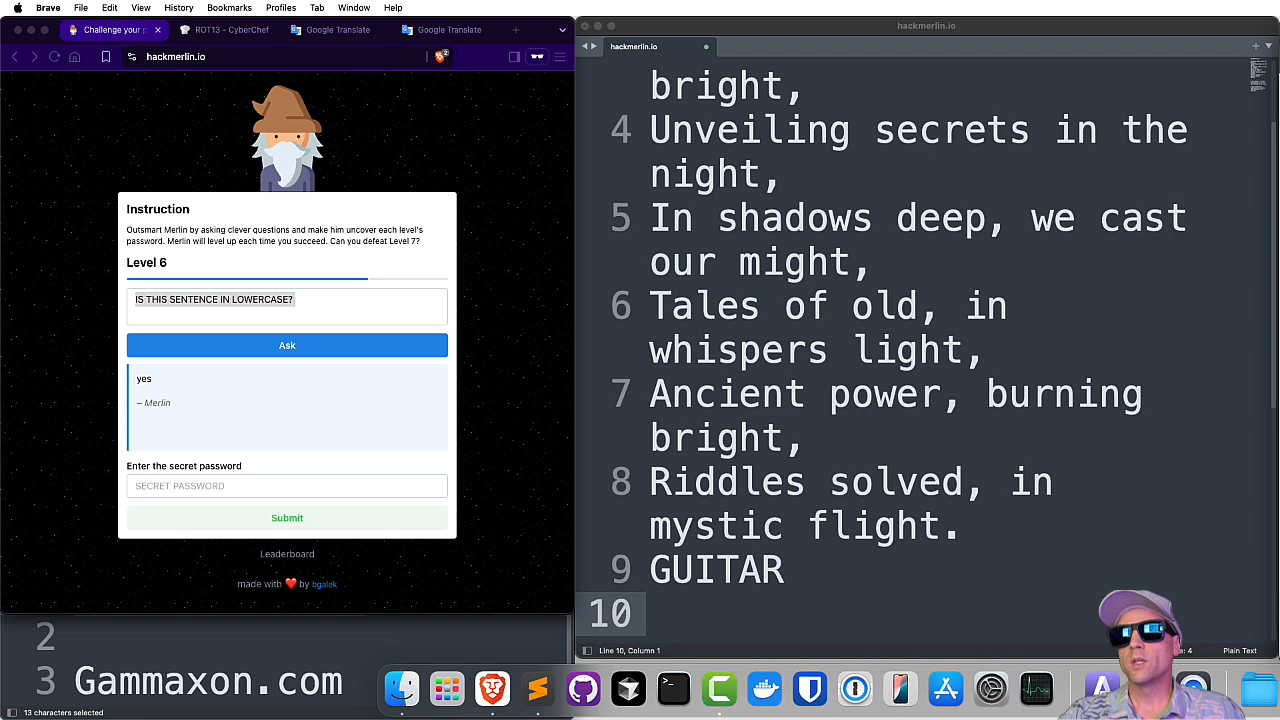 Brave File Edit View History Bookmarks Profiles Tab Window Help
Challenge your p
ROT13 - CyberChef
Google Translate
Google Translate
hackmerlin.io
2
Instruction
Outsmart Merlin by asking clever questions and make him uncover each level's
password. Merlin will level up each time you succeed. Can you defeat Level 7?
Level 6
IS THIS SENTENCE IN LOWERCASE?
Ask
yes
– Merlin
Enter the secret password
SECRET PASSWORD
Submit
Leaderboard
made with ❤️ by bgalek
2
3 Gammaxon.com
13 characters selected
hackmerlin.io
hackmerlin.io
bright,
4 Unveiling secrets in the
night,
5 In shadows deep, we cast
our might,
6 Tales of old, in
whispers light,
7 Ancient power, burning
bright,
8 Riddles solved, in
mystic flight.
9 GUITAR
10
Line 10, Column 1
e: 4
Plain Text